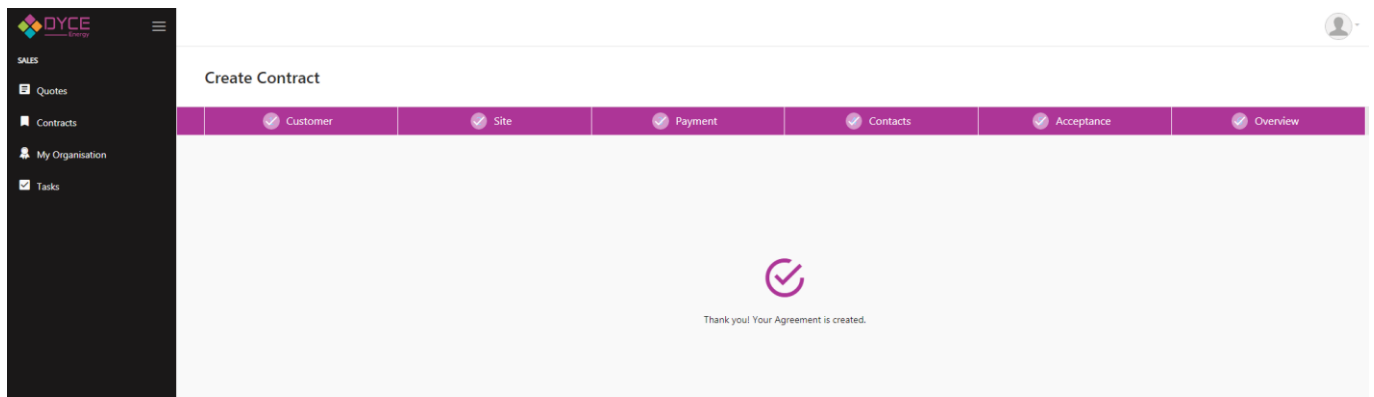 DYCE
Energy
SALES
Quotes
Contracts
My Organisation
Tasks
Create Contract
Customer Site Payment Contacts Acceptance Overview
Thank you! Your Agreement is created.